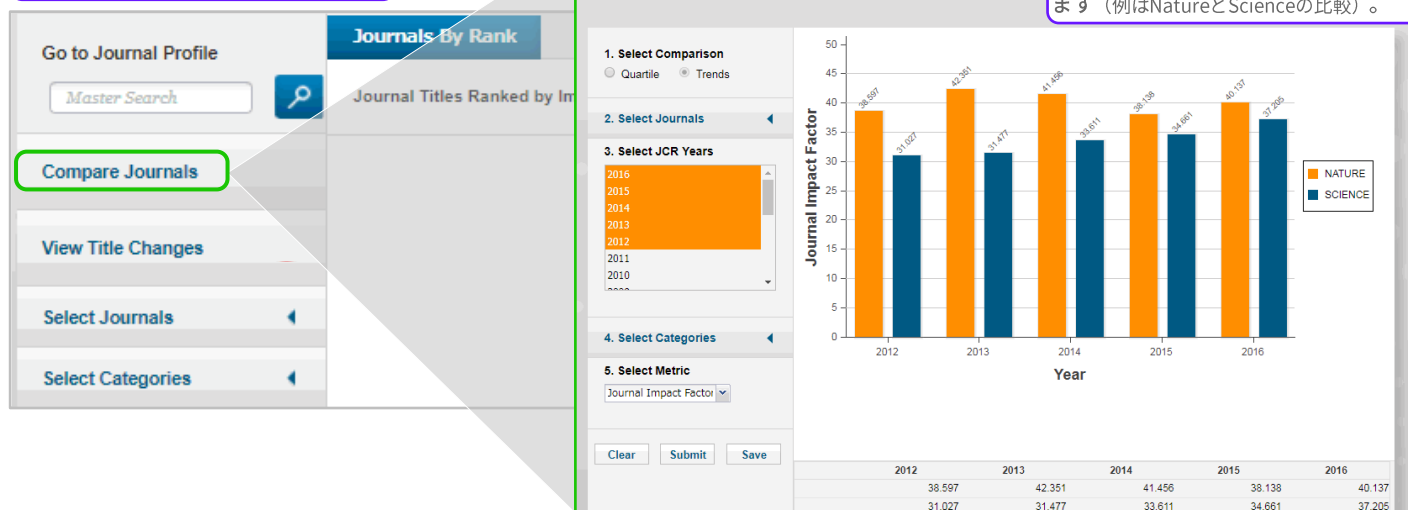 ます（例はNatureとScienceの比較）。
Go to Journal Profile
Master Search
Compare Journals
View Title Changes
Select Journals
Select Categories
Journals By Rank
Journal Titles Ranked by Im
1. Select Comparison
Quartile Trends
2. Select Journals
3. Select JCR Years
2016
2015
2014
2013
2012
2011
2010
4. Select Categories
5. Select Metric
Journal Impact Factor
Clear Submit Save
Journal Impact Factor
50
45
40
35
30
25
20
15
10
5
0
38.597 31.027 42.351 31.477 41.456 33.611 38.138 34.661 40.137 37.205
2012 2013 2014 2015 2016
Year
NATURE
SCIENCE
2012 2013 2014 2015 2016
38.597 42.351 41.456 38.138 40.137
31.027 31.477 33.611 34.661 37.205